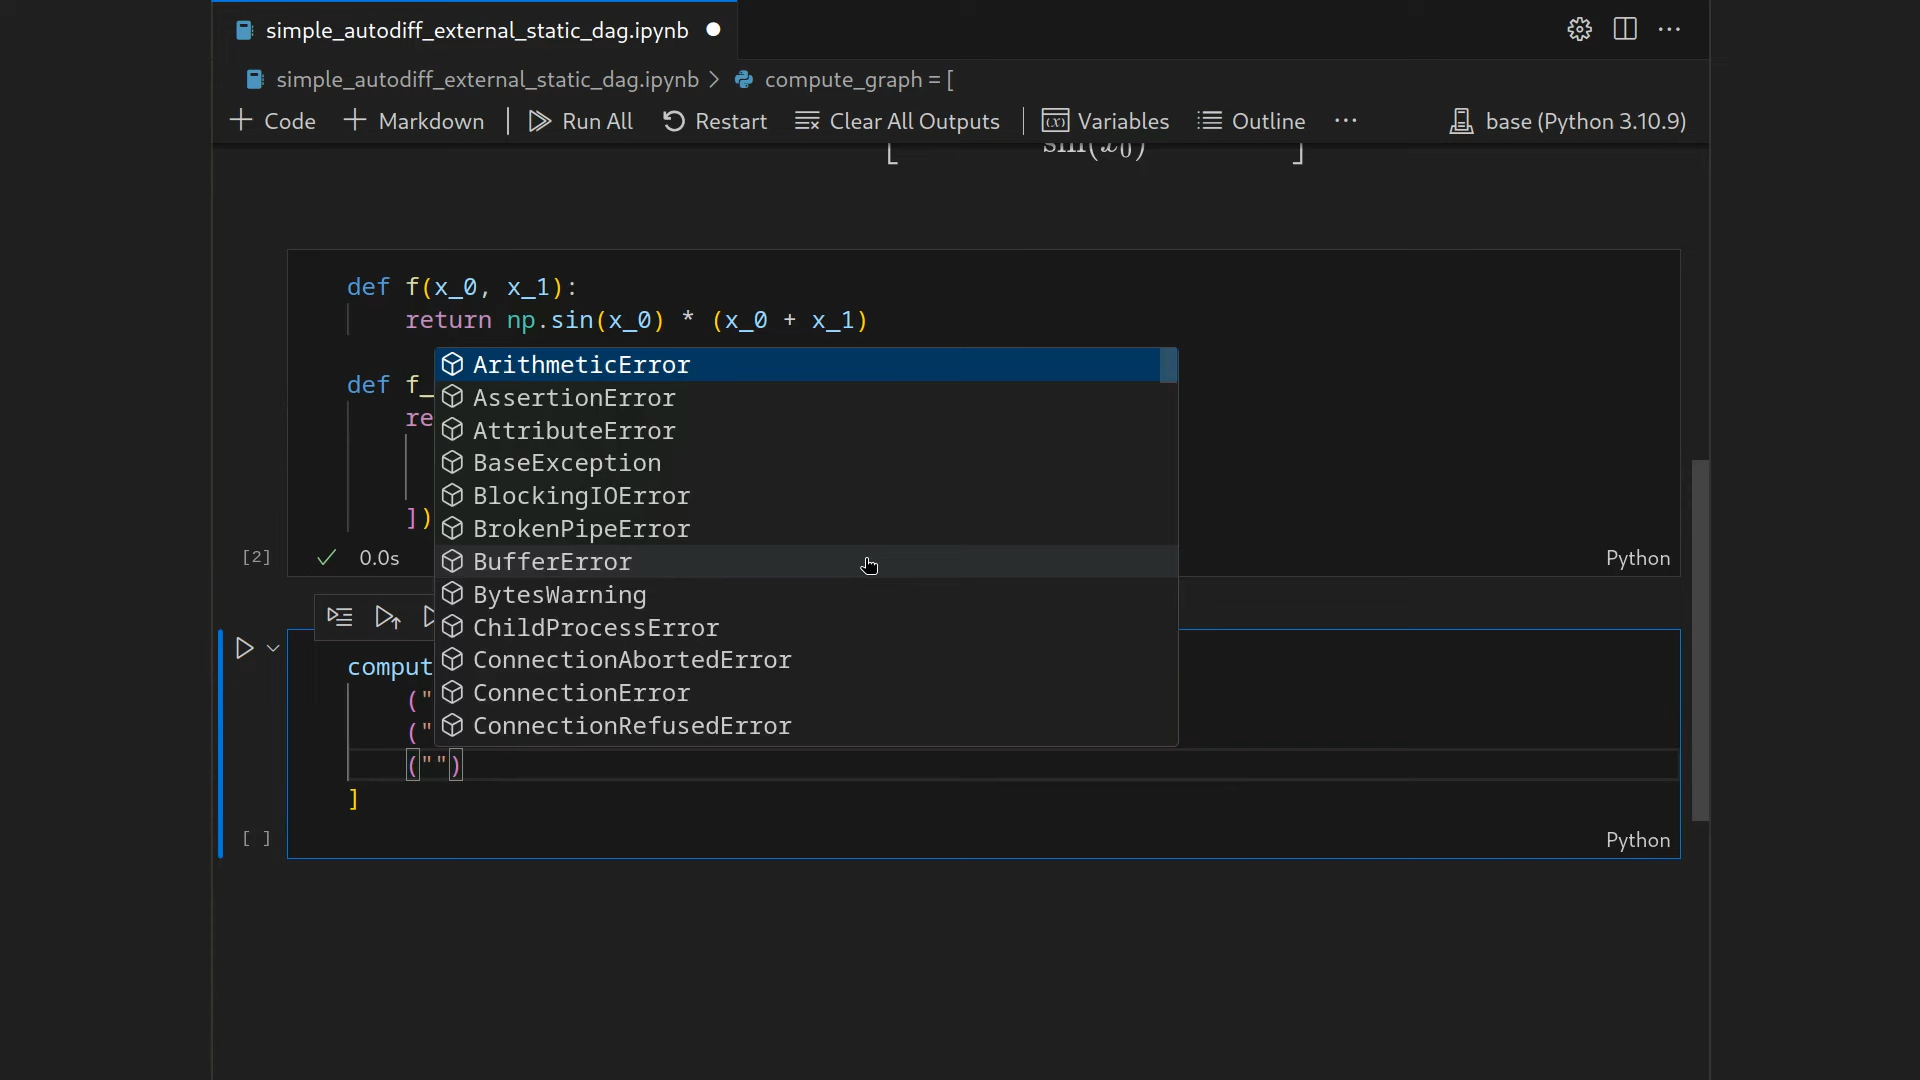 simple_autodiff_external_static_dag.ipynb
simple_autodiff_external_static_dag.ipynb > compute_graph = [
+ Code + Markdown | Run All Restart Clear All Outputs | Variables Outline ··· base (Python 3.10.9)
sin(x₀)
def f(x_0, x_1):
return np.sin(x_0) * (x_0 + x_1)
def f_
re
])
[2] 0.0s Python
ArithmeticError
AssertionError
AttributeError
BaseException
BlockingIOError
BrokenPipeError
BufferError
BytesWarning
ChildProcessError
ConnectionAbortedError
ConnectionError
ConnectionRefusedError
comput
("
("
("")
]
[ ] Python